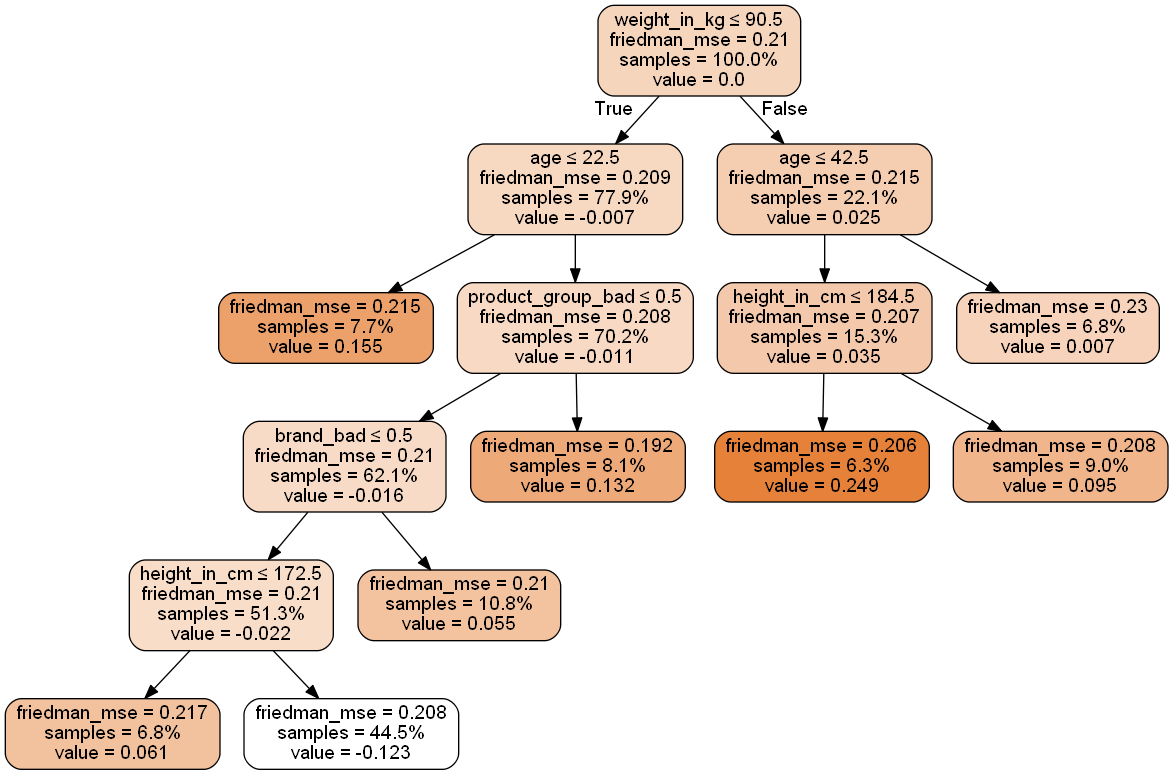 weight_in_kg ≤ 90.5
friedman_mse = 0.21
samples = 100.0%
value = 0.0
True
False
age ≤ 22.5
friedman_mse = 0.209
samples = 77.9%
value = -0.007
age ≤ 42.5
friedman_mse = 0.215
samples = 22.1%
value = 0.025
friedman_mse = 0.215
samples = 7.7%
value = 0.155
product_group_bad ≤ 0.5
friedman_mse = 0.208
samples = 70.2%
value = -0.011
height_in_cm ≤ 184.5
friedman_mse = 0.207
samples = 15.3%
value = 0.035
friedman_mse = 0.23
samples = 6.8%
value = 0.007
brand_bad ≤ 0.5
friedman_mse = 0.21
samples = 62.1%
value = -0.016
friedman_mse = 0.192
samples = 8.1%
value = 0.132
friedman_mse = 0.206
samples = 6.3%
value = 0.249
friedman_mse = 0.208
samples = 9.0%
value = 0.095
height_in_cm ≤ 172.5
friedman_mse = 0.21
samples = 51.3%
value = -0.022
friedman_mse = 0.21
samples = 10.8%
value = 0.055
friedman_mse = 0.217
samples = 6.8%
value = 0.061
friedman_mse = 0.208
samples = 44.5%
value = -0.123